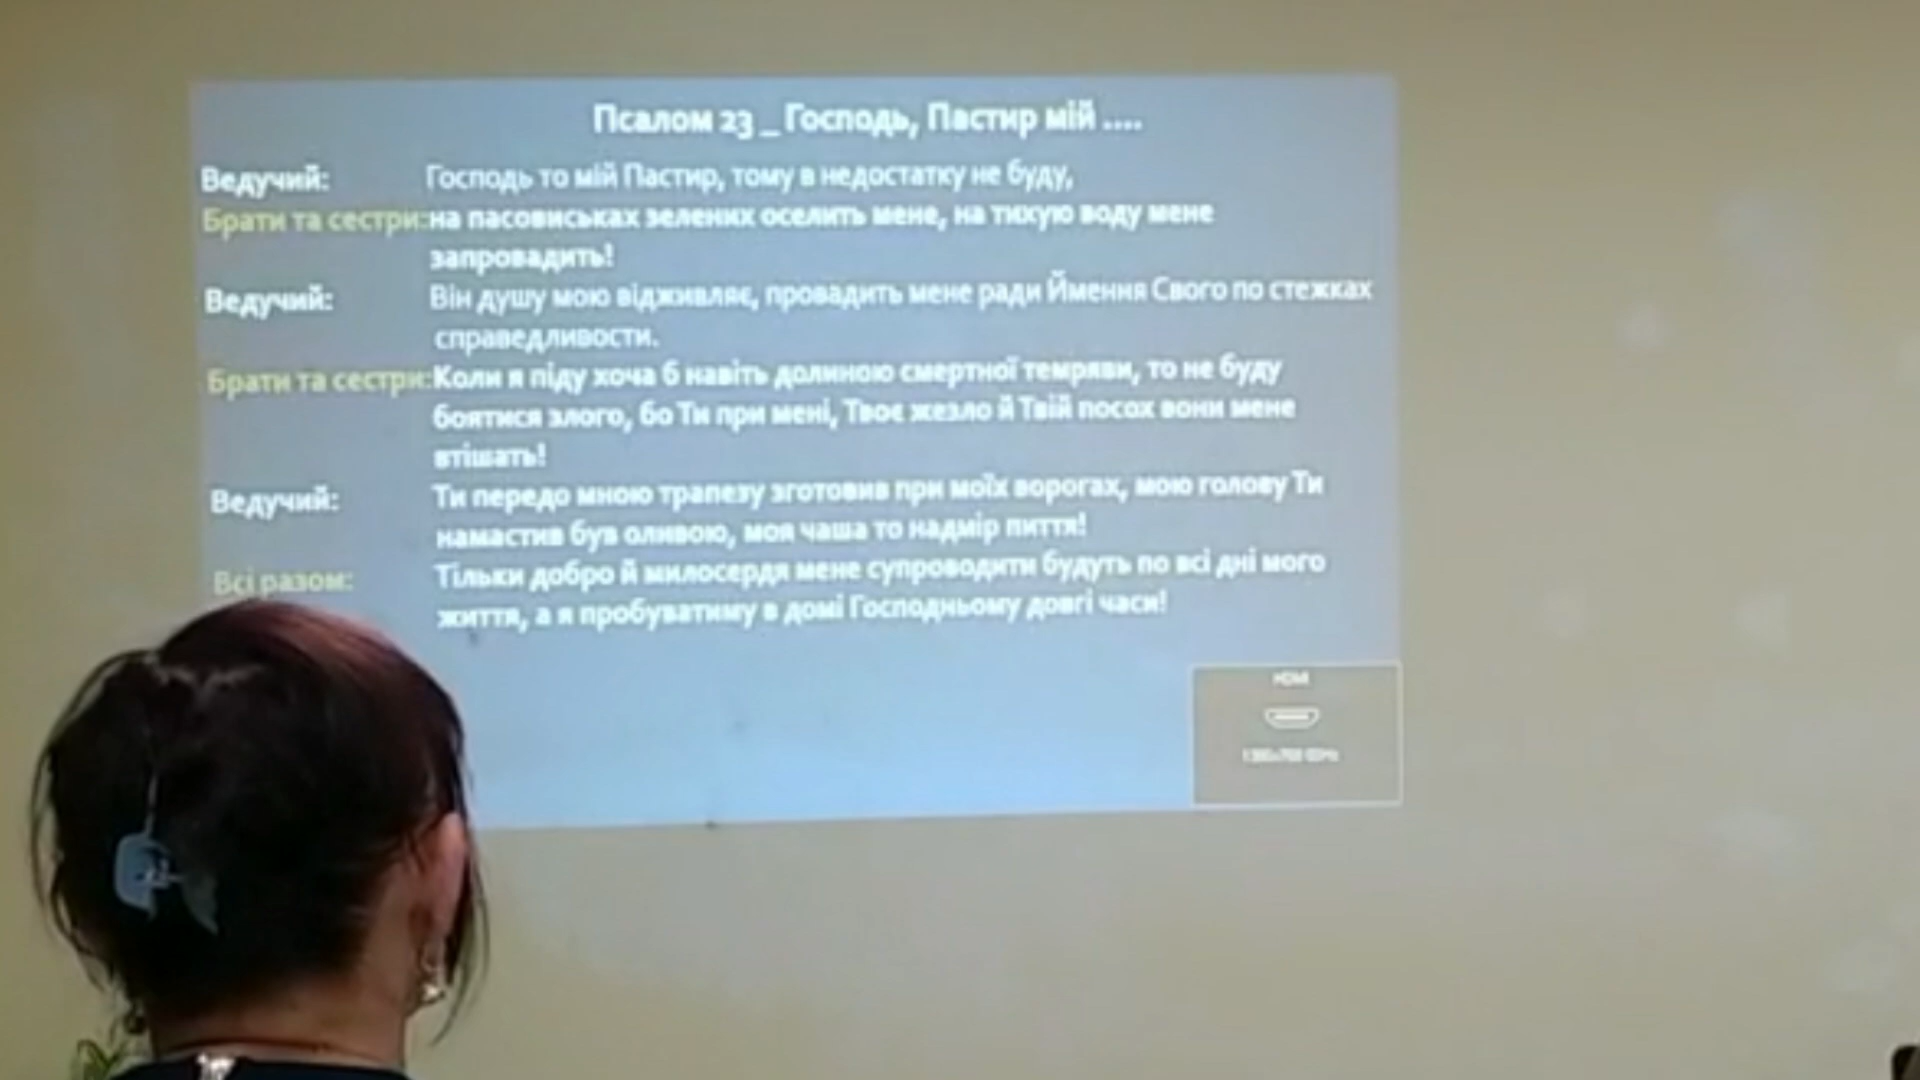 Псалом 23 _ Господь, Пастир мій ....
Ведучий: Господь то мій Пастир, тому в недостатку не буду,
Брати та сестри: на пасовиськах зелених оселить мене, на тихую воду мене
запровадить!
Ведучий: Він душу мою відживляє, провадить мене ради Ймення Свого по стежках
справедливости.
Брати та сестри: Коли я піду хоча б навіть долиною смертної темряви, то не буду
боятися злого, бо Ти при мені, Твоє жезло й Твій посох вони мене
втішать!
Ведучий: Ти передо мною трапезу зготовив при моїх ворогах, мою голову Ти
намастив був оливою, моя чаша то надмір пиття!
Всі разом: Тільки добро й милосердя мене супроводити будуть по всі дні мого
життя, а я пробуватиму в домі Господньому довгі часи!
HDMI